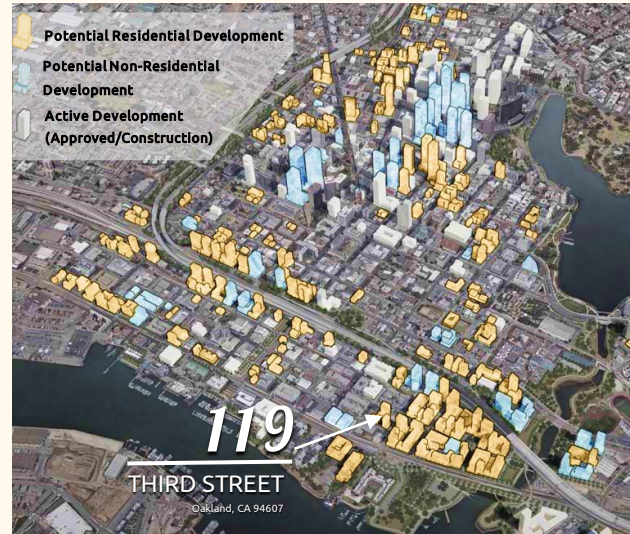 Potential Residential Development
Potential Non-Residential
Development
Active Development
(Approved/Construction)
119
THIRD STREET
Oakland, CA 94607